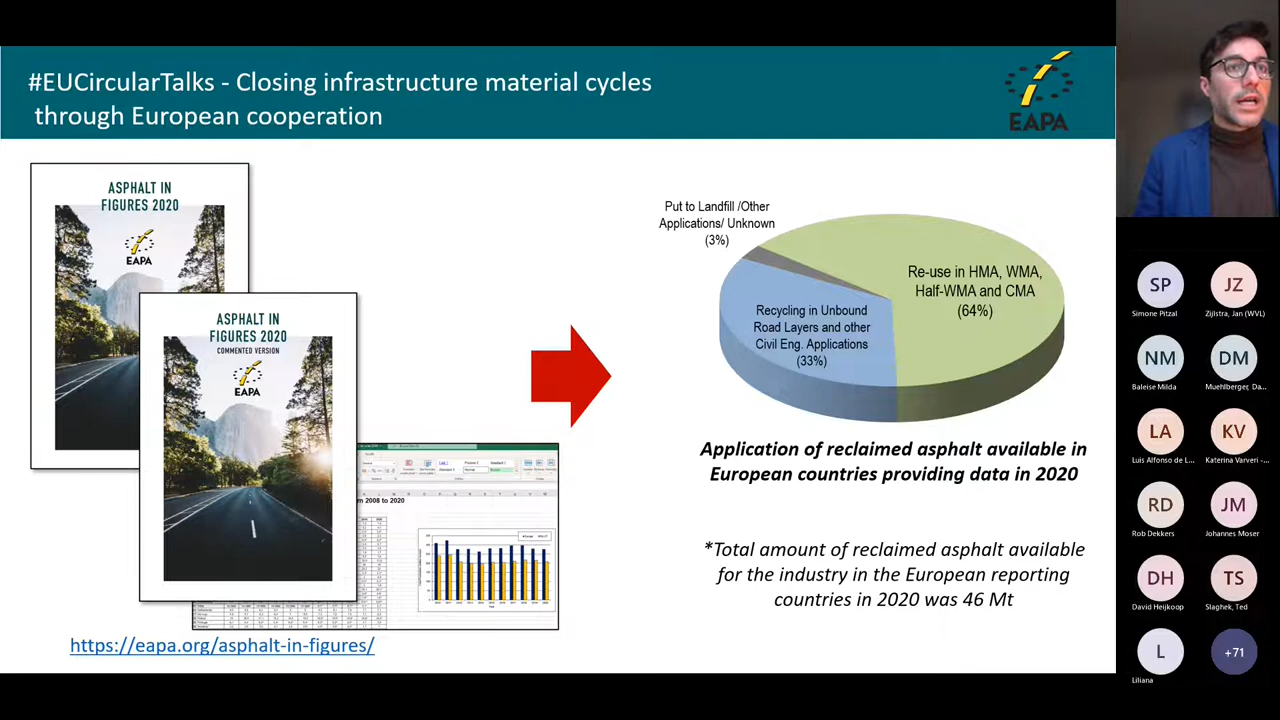 #EUCircularTalks - Closing infrastructure material cycles
through European cooperation
EAPA
ASPHALT IN
FIGURES 2020
EAPA
ASPHALT IN
FIGURES 2020
COMMENTED VERSION
EAPA
om 2008 to 2020
https://eapa.org/asphalt-in-figures/
Put to Landfill /Other
Applications/ Unknown
(3%)
Re-use in HMA, WMA,
Half-WMA and CMA
(64%)
Recycling in Unbound
Road Layers and other
Civil Eng. Applications
(33%)
Application of reclaimed asphalt available in
European countries providing data in 2020
*Total amount of reclaimed asphalt available
for the industry in the European reporting
countries in 2020 was 46 Mt
SP
Simone Pitzal
JZ
Zijlstra, Jan (WVL)
NM
Baleise Milda
DM
Muehlberger, Da...
LA
Luis Alfonso de L...
KV
Katerina Varveri -...
RD
Rob Dekkers
JM
Johannes Moser
DH
David Heijkoop
TS
Slaghek, Ted
L
Liliana
+71